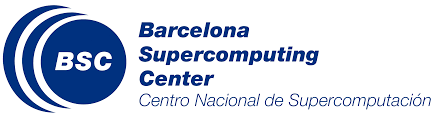 BSC
Barcelona
Supercomputing
Center
Centro Nacional de Supercomputación